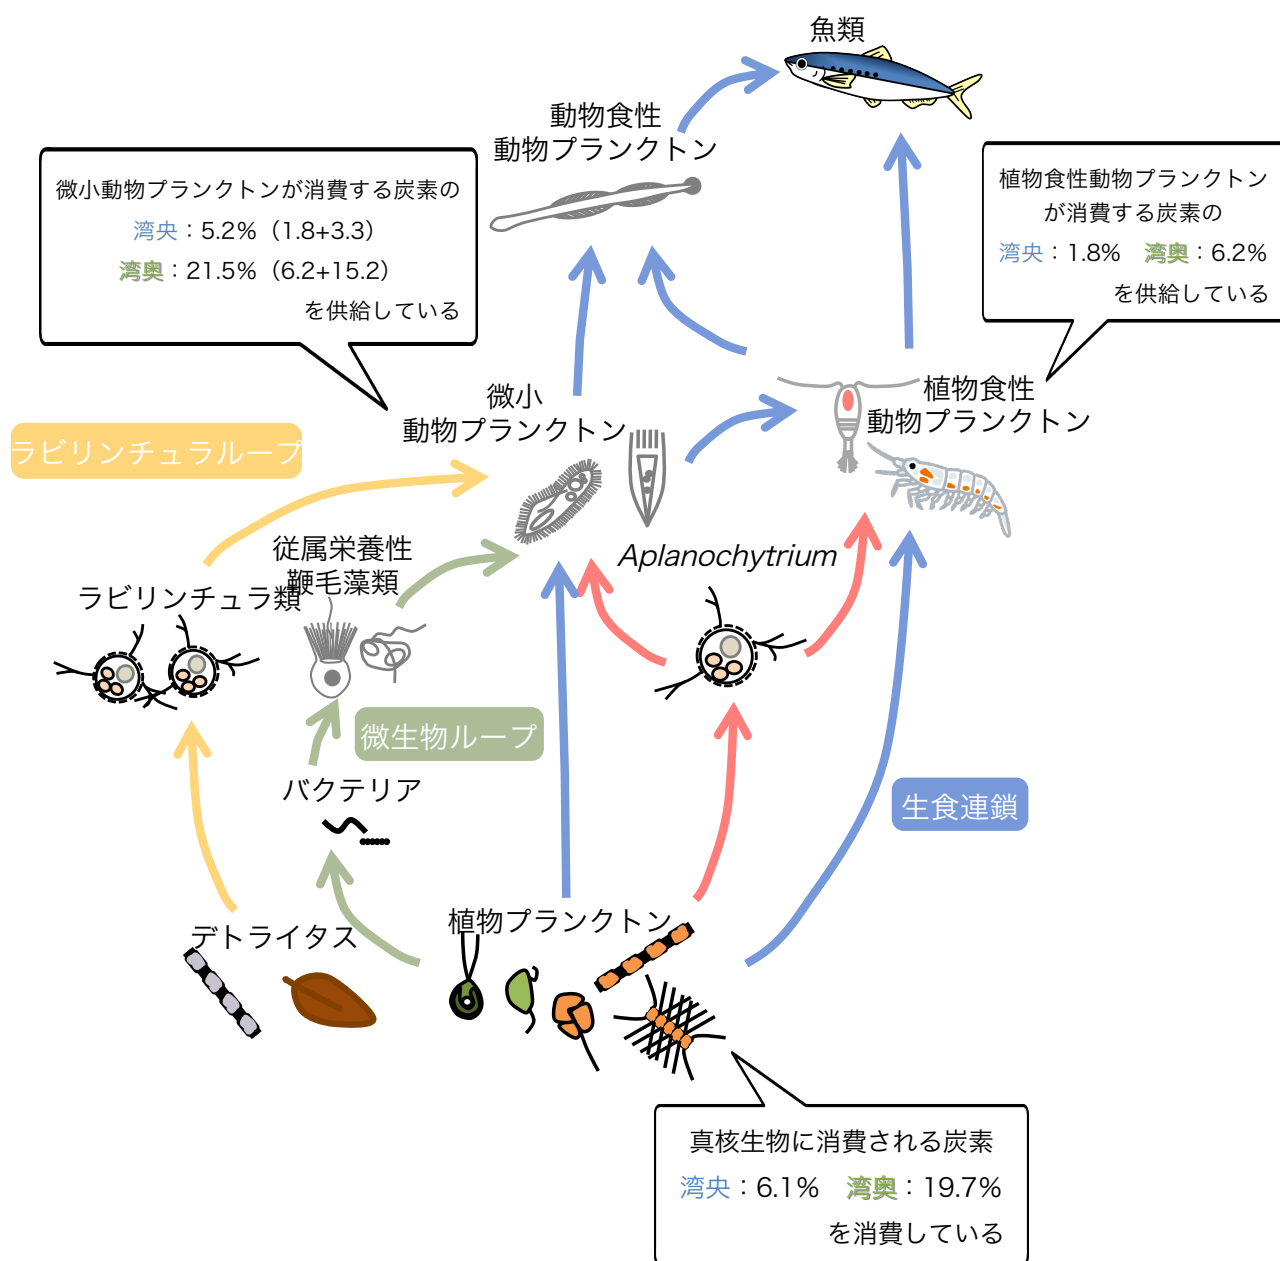 魚類
動物食性
動物プランクトン
微小動物プランクトンが消費する炭素の
湾央：5.2%（1.8+3.3）
湾奥：21.5%（6.2+15.2）
を供給している
植物食性動物プランクトン
が消費する炭素の
湾央：1.8%　湾奥：6.2%
を供給している
微小
動物プランクトン
植物食性
動物プランクトン
ラビリンチュラループ
従属栄養性
鞭毛藻類
Aplanochytrium
ラビリンチュラ類
微生物ループ
バクテリア
生食連鎖
デトライタス
植物プランクトン
真核生物に消費される炭素
湾央：6.1%　湾奥：19.7%
を消費している